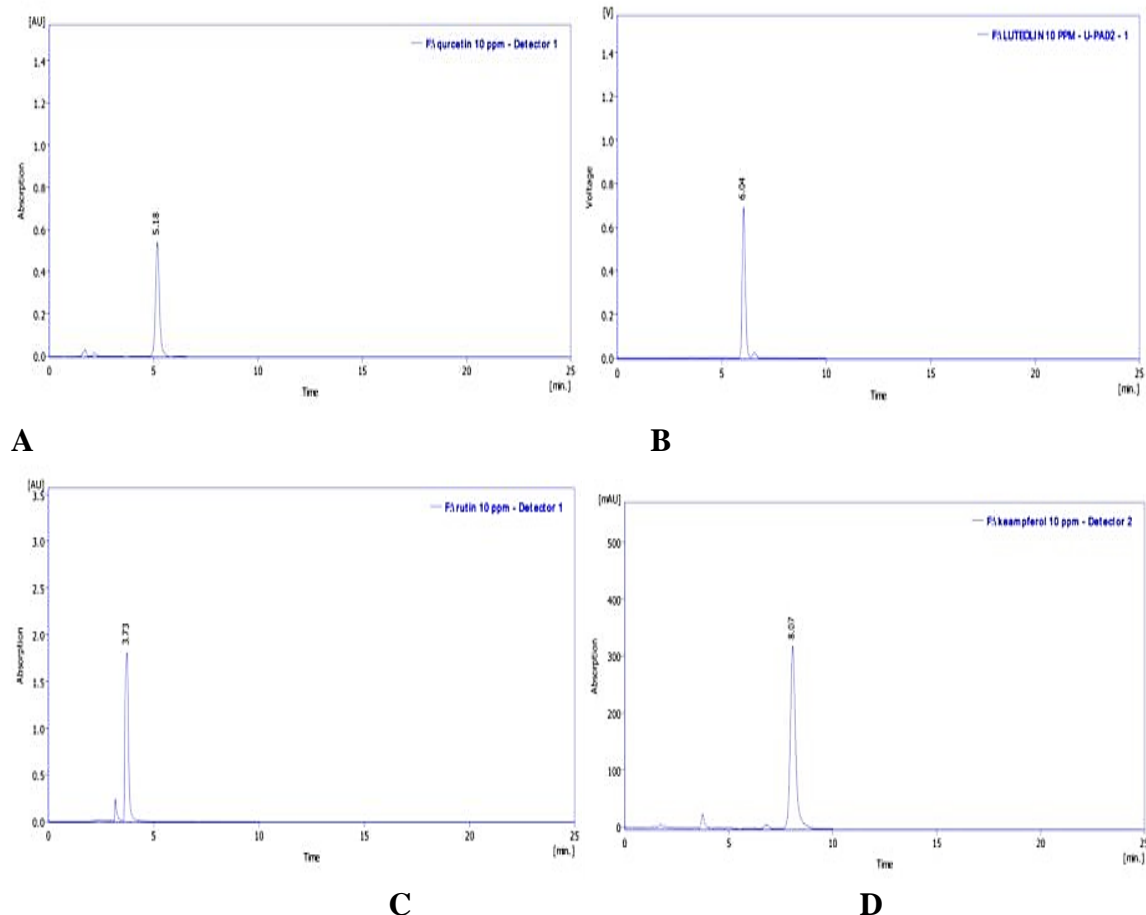 [AU]
F:\ qurcetin 10 ppm - Detector 1
1.4
1.2
1.0
0.8
0.6
0.4
0.2
0.0
Absorption
5.18
0
5
10
15
20
25
Time
[min.]
[V]
F:\ LUTEOLIN 10 PPM - U-PAD2 - 1
1.4
1.2
1.0
0.8
0.6
0.4
0.2
0.0
Voltage
6.04
0
5
10
15
20
25
Time
[min.]
A
B
[AU]
F:\ rutin 10 ppm - Detector 1
3.5
3.0
2.5
2.0
1.5
1.0
0.5
0.0
Absorption
3.73
0
5
10
15
20
25
Time
[min.]
[mAU]
F:\ keampferol 10 ppm - Detector 2
500
400
300
200
100
0
Absorption
8.07
0
5
10
15
20
25
Time
[min.]
C
D